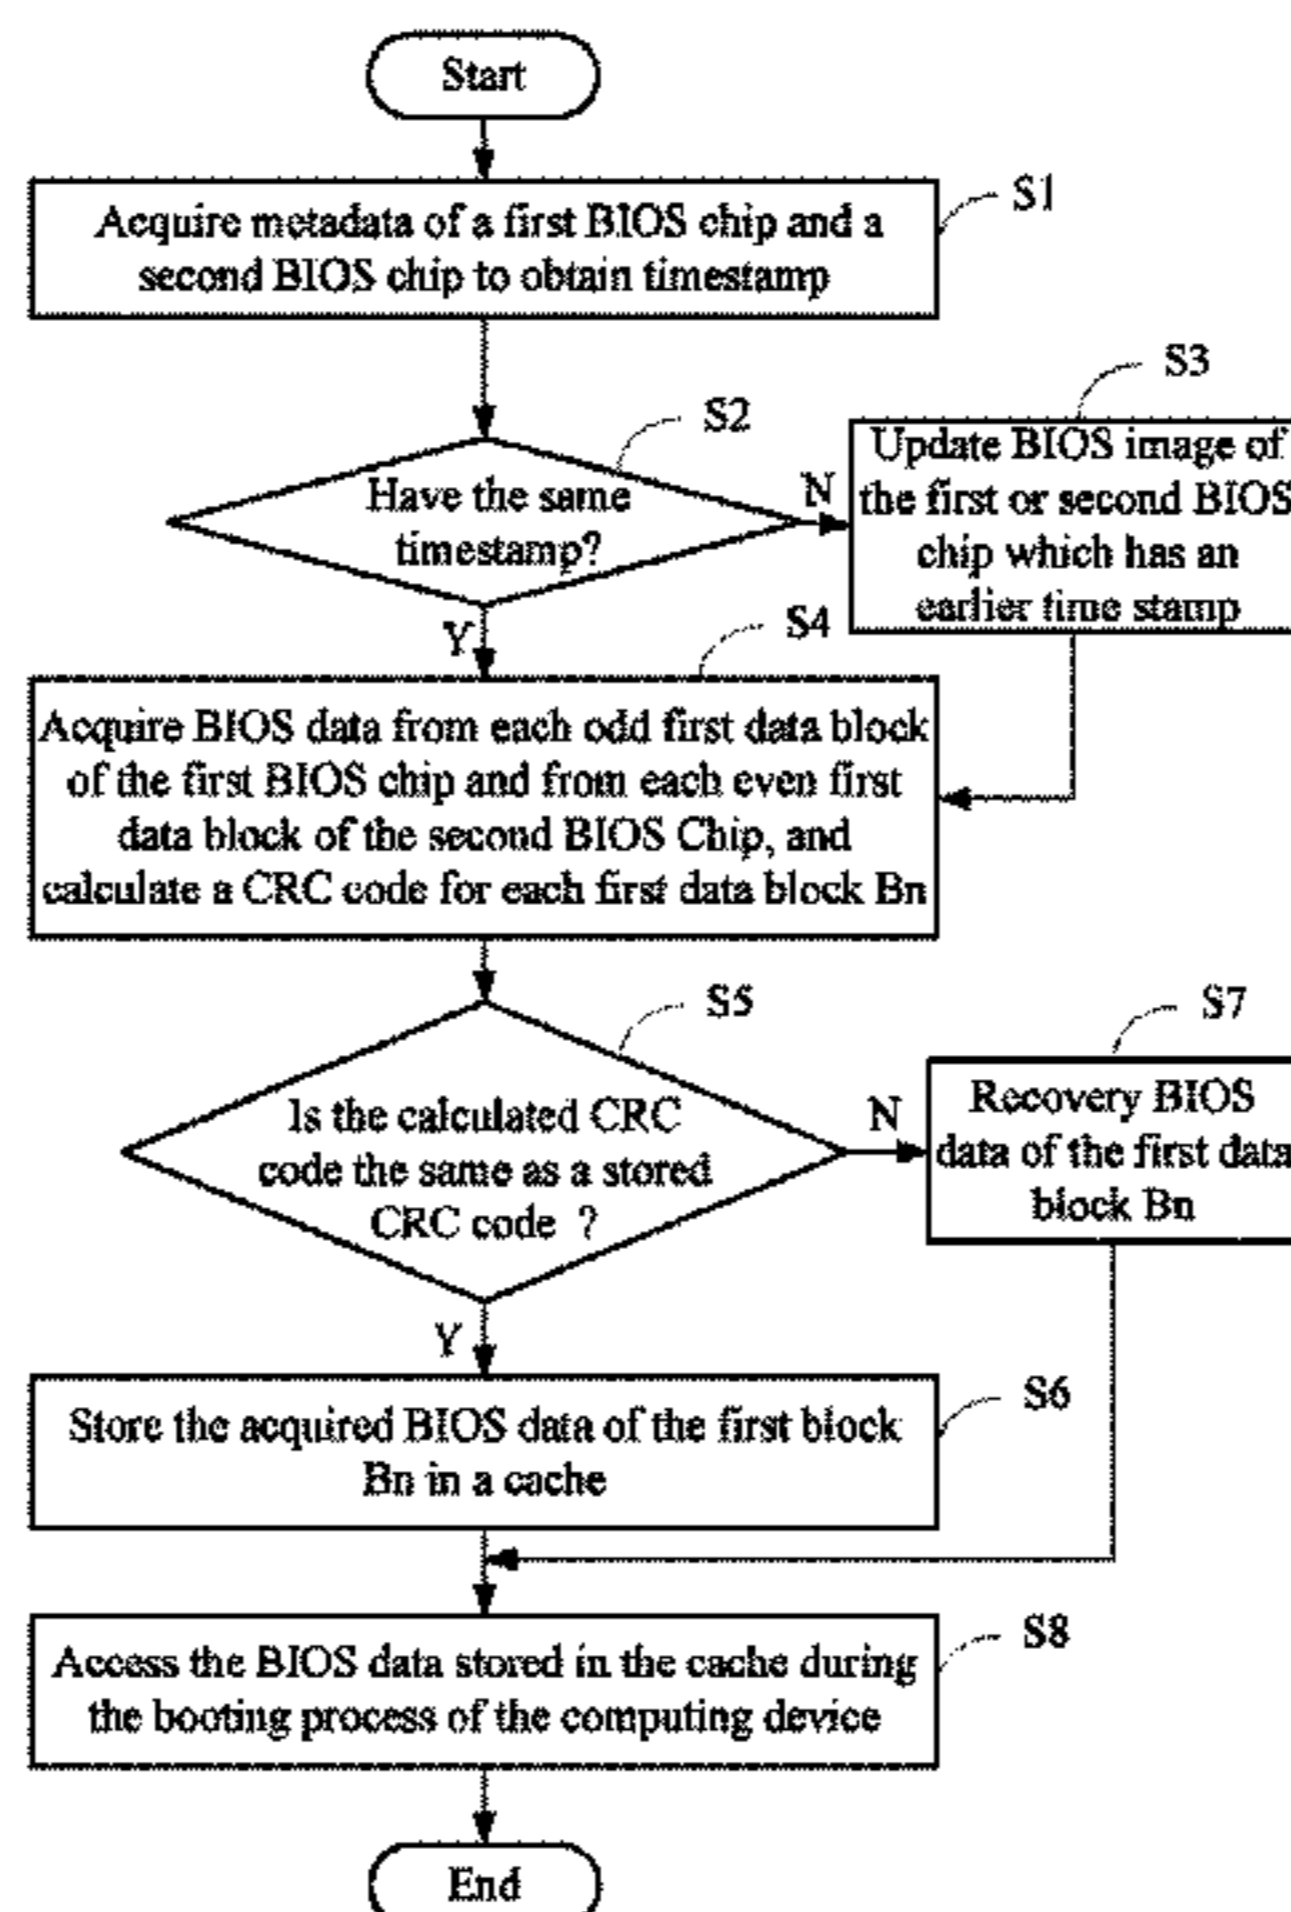 Start
S1
Acquire metadata of a first BIOS chip and a
second BIOS chip to obtain timestamp
S2
Have the same
timestamp?
N
S3
Update BIOS image of
the first or second BIOS
chip which has an
earlier time stamp
Y
S4
Acquire BIOS data from each odd first data block
of the first BIOS chip and from each even first
data block of the second BIOS Chip, and
calculate a CRC code for each first data block Bn
S5
Is the calculated CRC
code the same as a stored
CRC code ?
N
S7
Recovery BIOS
data of the first data
block Bn
Y
S6
Store the acquired BIOS data of the first block
Bn in a cache
S8
Access the BIOS data stored in the cache during
the booting process of the computing device
End